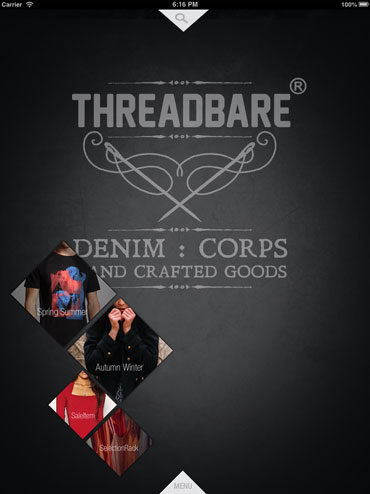 Carrier 6:16 PM 100%
THREADBARE®
DENIM : CORPS
AND CRAFTED GOODS
Spring Summer
Autumn Winter
SaleItem
SelectionRack
MENU